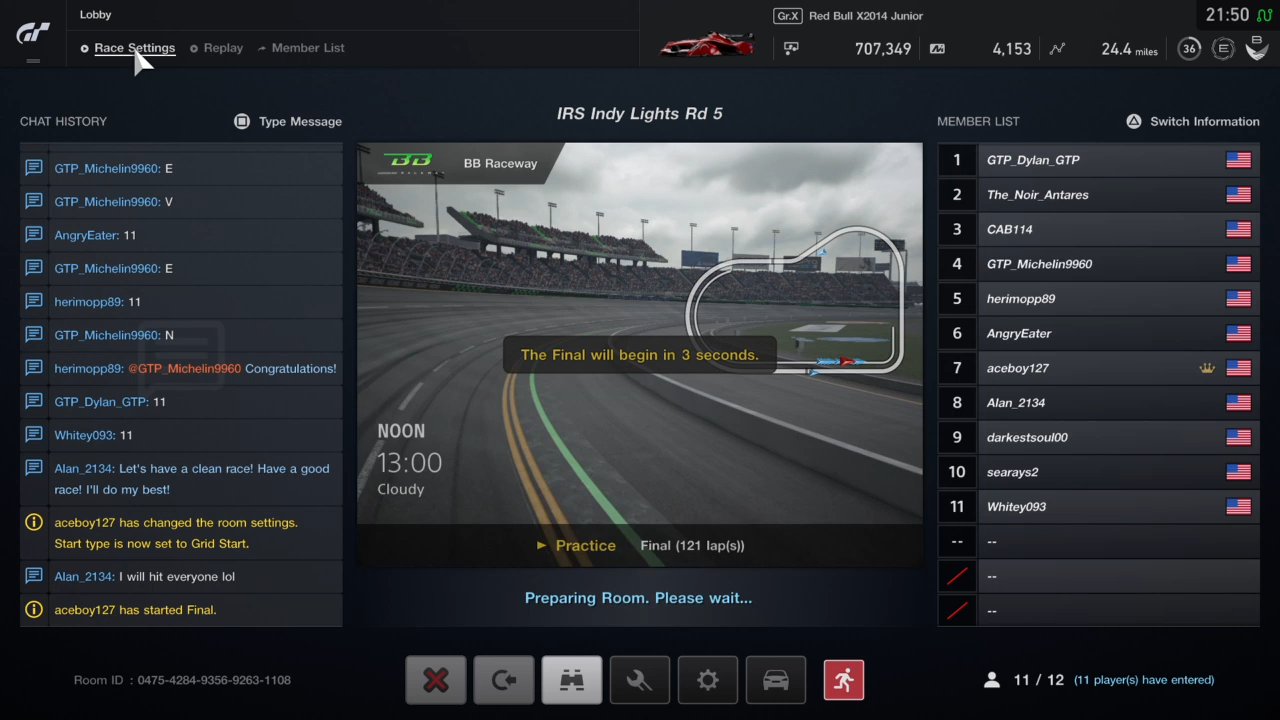 Lobby
Race Settings
Replay
Member List
Gr.X
Red Bull X2014 Junior
707,349
4,153
24.4 miles
36
E
B
21:50
CHAT HISTORY
Type Message
GTP_Michelin9960: E
GTP_Michelin9960: V
AngryEater: 11
GTP_Michelin9960: E
herimopp89: 11
GTP_Michelin9960: N
herimopp89: @GTP_Michelin9960 Congratulations!
GTP_Dylan_GTP: 11
Whitey093: 11
Alan_2134: Let's have a clean race! Have a good
race! I'll do my best!
aceboy127 has changed the room settings.
Start type is now set to Grid Start.
Alan_2134: I will hit everyone lol
aceboy127 has started Final.
IRS Indy Lights Rd 5
BB
BB Raceway
The Final will begin in 3 seconds.
NOON
13:00
Cloudy
Practice
Final (121 lap(s))
Preparing Room. Please wait...
MEMBER LIST
Switch Information
1 GTP_Dylan_GTP
2 The_Noir_Antares
3 CAB114
4 GTP_Michelin9960
5 herimopp89
6 AngryEater
7 aceboy127
8 Alan_2134
9 darkestsoul00
10 searays2
11 Whitey093
-- --
--
--
Room ID : 0475-4284-9356-9263-1108
11 / 12 (11 player(s) have entered)